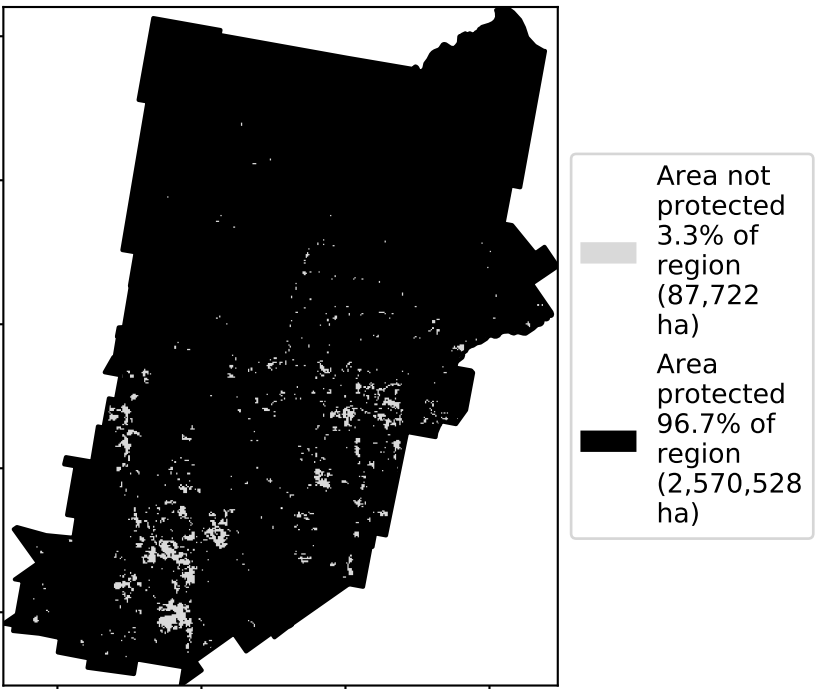 Area not
protected
3.3% of
region
(87,722
ha)
Area
protected
96.7% of
region
(2,570,528
ha)